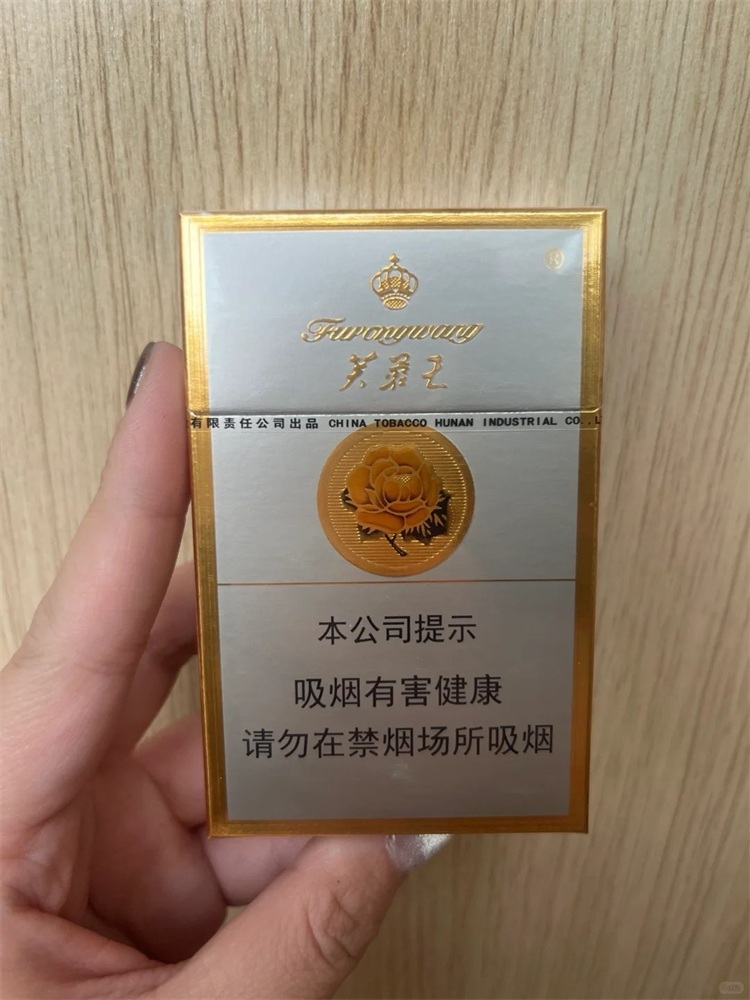 ®
Furongwang
芙蓉王
有限责任公司出品 CHINA TOBACCO HUNAN INDUSTRIAL CO.,L
本公司提示
吸烟有害健康
请勿在禁烟场所吸烟